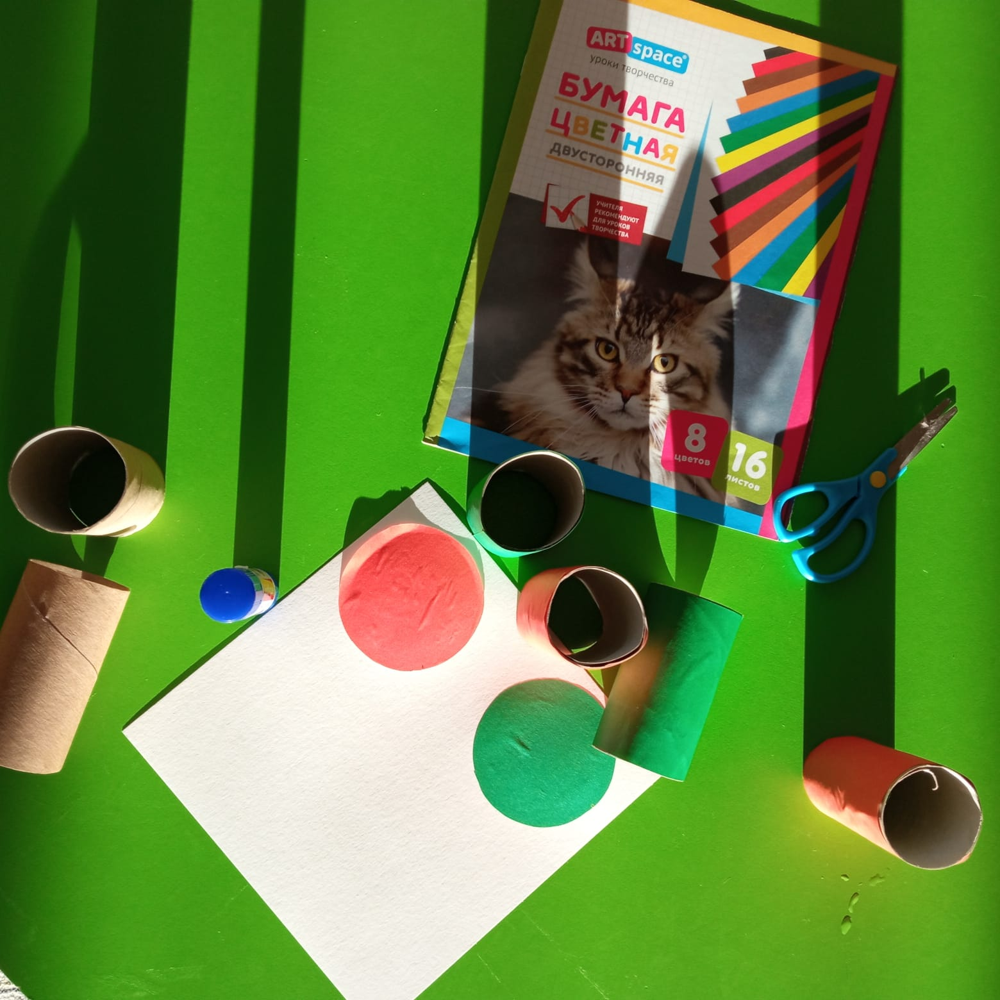 ART space®
уроки творчества
БУМАГА
ЦВЕТНАЯ
ДВУСТОРОННЯЯ
УЧИТЕЛЯ
РЕКОМЕНДУЮТ
ДЛЯ УРОКОВ
ТВОРЧЕСТВА
8
цветов
16
листов